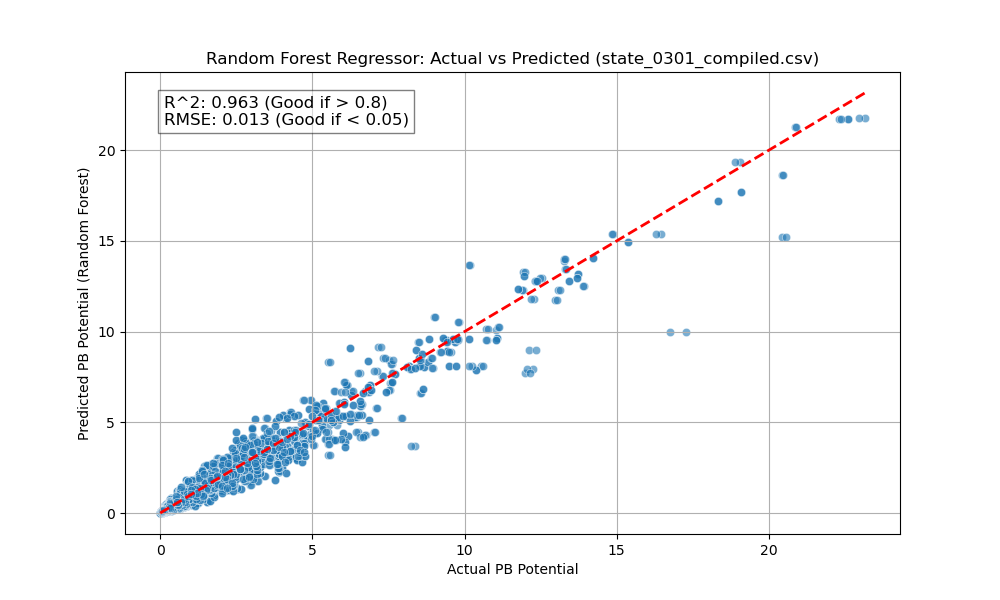 Random Forest Regressor: Actual vs Predicted (state_0301_compiled.csv)
R^2: 0.963 (Good if > 0.8)
RMSE: 0.013 (Good if < 0.05)
Predicted PB Potential (Random Forest)
20
15
10
5
0
0 5 10 15 20
Actual PB Potential